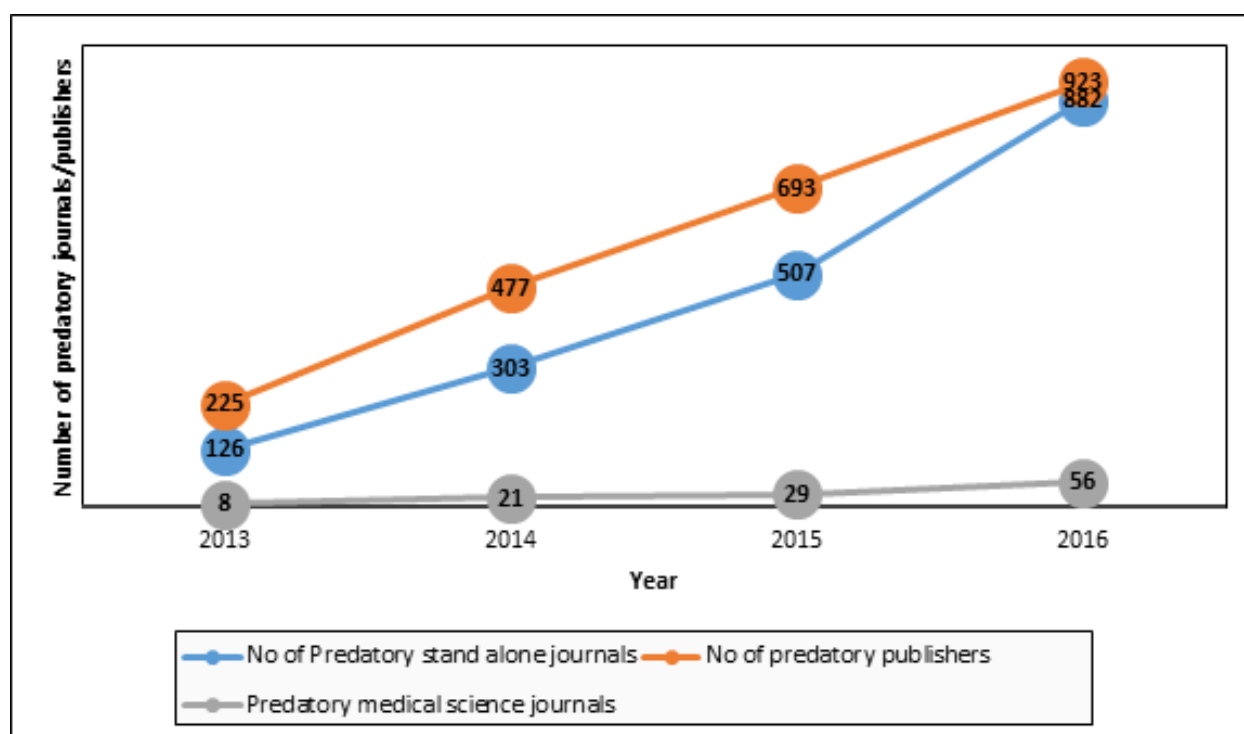 Number of predatory journals/publishers
923
882
693
507
477
303
225
126
8
21
29
56
2013 2014 2015 2016
Year
No of Predatory stand alone journals No of predatory publishers
Predatory medical science journals